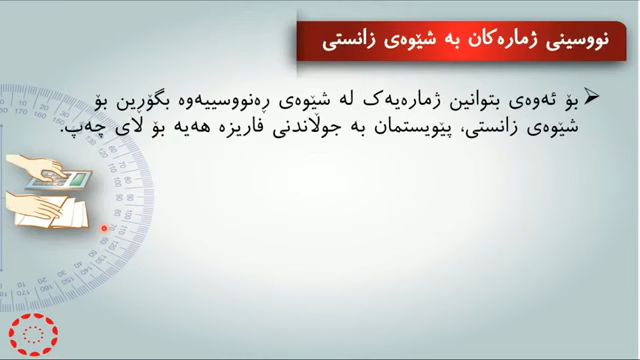 نووسینی ژمارەکان بە شێوەی زانستی
بۆ ئەوەی بتوانین ژمارەیەک لە شێوەی ڕەنووسییەوە بگۆڕین بۆ
شێوەی زانستی، پێویستمان بە جوڵاندنی فاریزە هەیە بۆ لای چەپ.